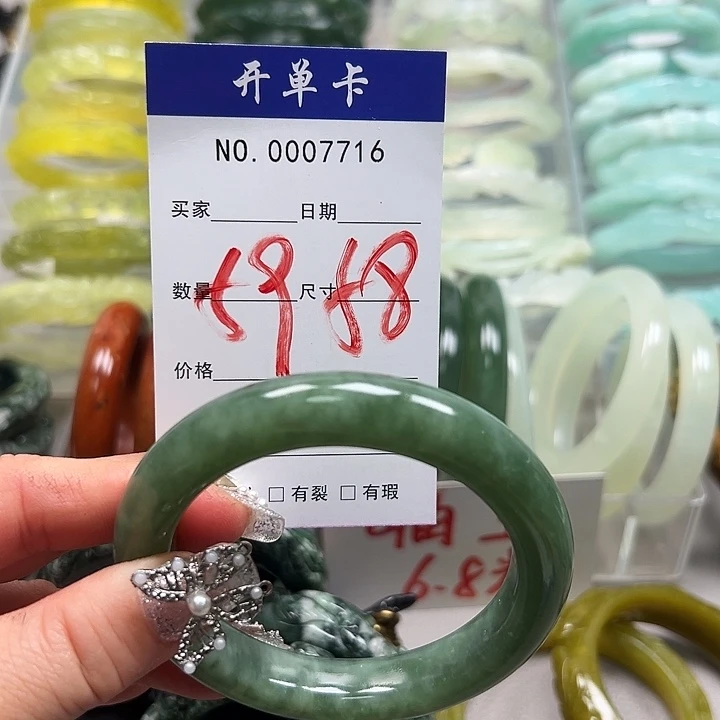 开单卡
NO. 0007716
买家 日期
数量 尺寸
59 58
价格
□有裂 □有瑕
6.8